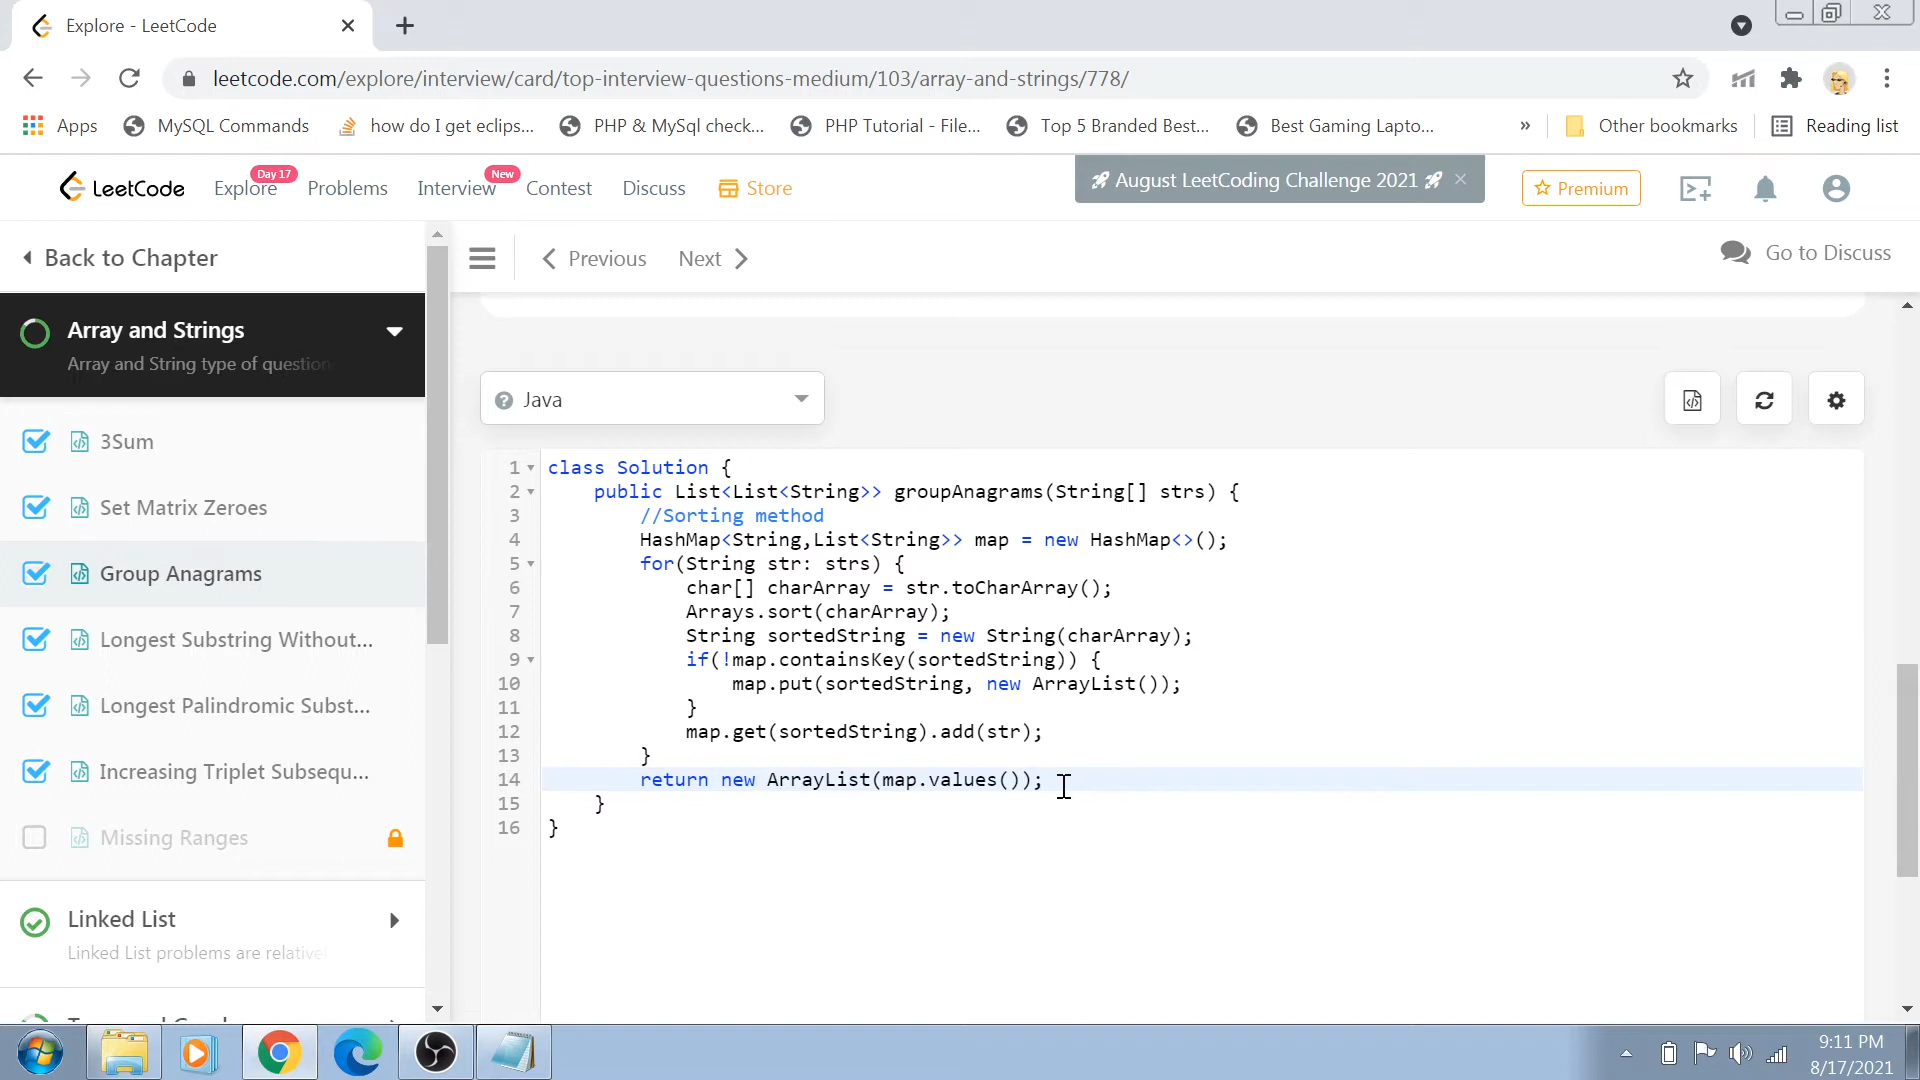 Explore - LeetCode
leetcode.com/explore/interview/card/top-interview-questions-medium/103/array-and-strings/778/
Apps MySQL Commands how do I get eclips... PHP & MySql check... PHP Tutorial - File... Top 5 Branded Best... Best Gaming Lapto... » Other bookmarks Reading list
LeetCode Explore Day 17 Problems Interview New Contest Discuss Store August LeetCoding Challenge 2021 Premium
Back to Chapter
Previous Next Go to Discuss
Array and Strings
Array and String type of question
3Sum
Set Matrix Zeroes
Group Anagrams
Longest Substring Without...
Longest Palindromic Subst...
Increasing Triplet Subsequ...
Missing Ranges
Linked List
Linked List problems are relative
Java
1 class Solution {
2 public List<List<String>> groupAnagrams(String[] strs) {
3 //Sorting method
4 HashMap<String,List<String>> map = new HashMap<>();
5 for(String str: strs) {
6 char[] charArray = str.toCharArray();
7 Arrays.sort(charArray);
8 String sortedString = new String(charArray);
9 if(!map.containsKey(sortedString)) {
10 map.put(sortedString, new ArrayList());
11 }
12 map.get(sortedString).add(str);
13 }
14 return new ArrayList(map.values());
15 }
16 }
9:11 PM
8/17/2021